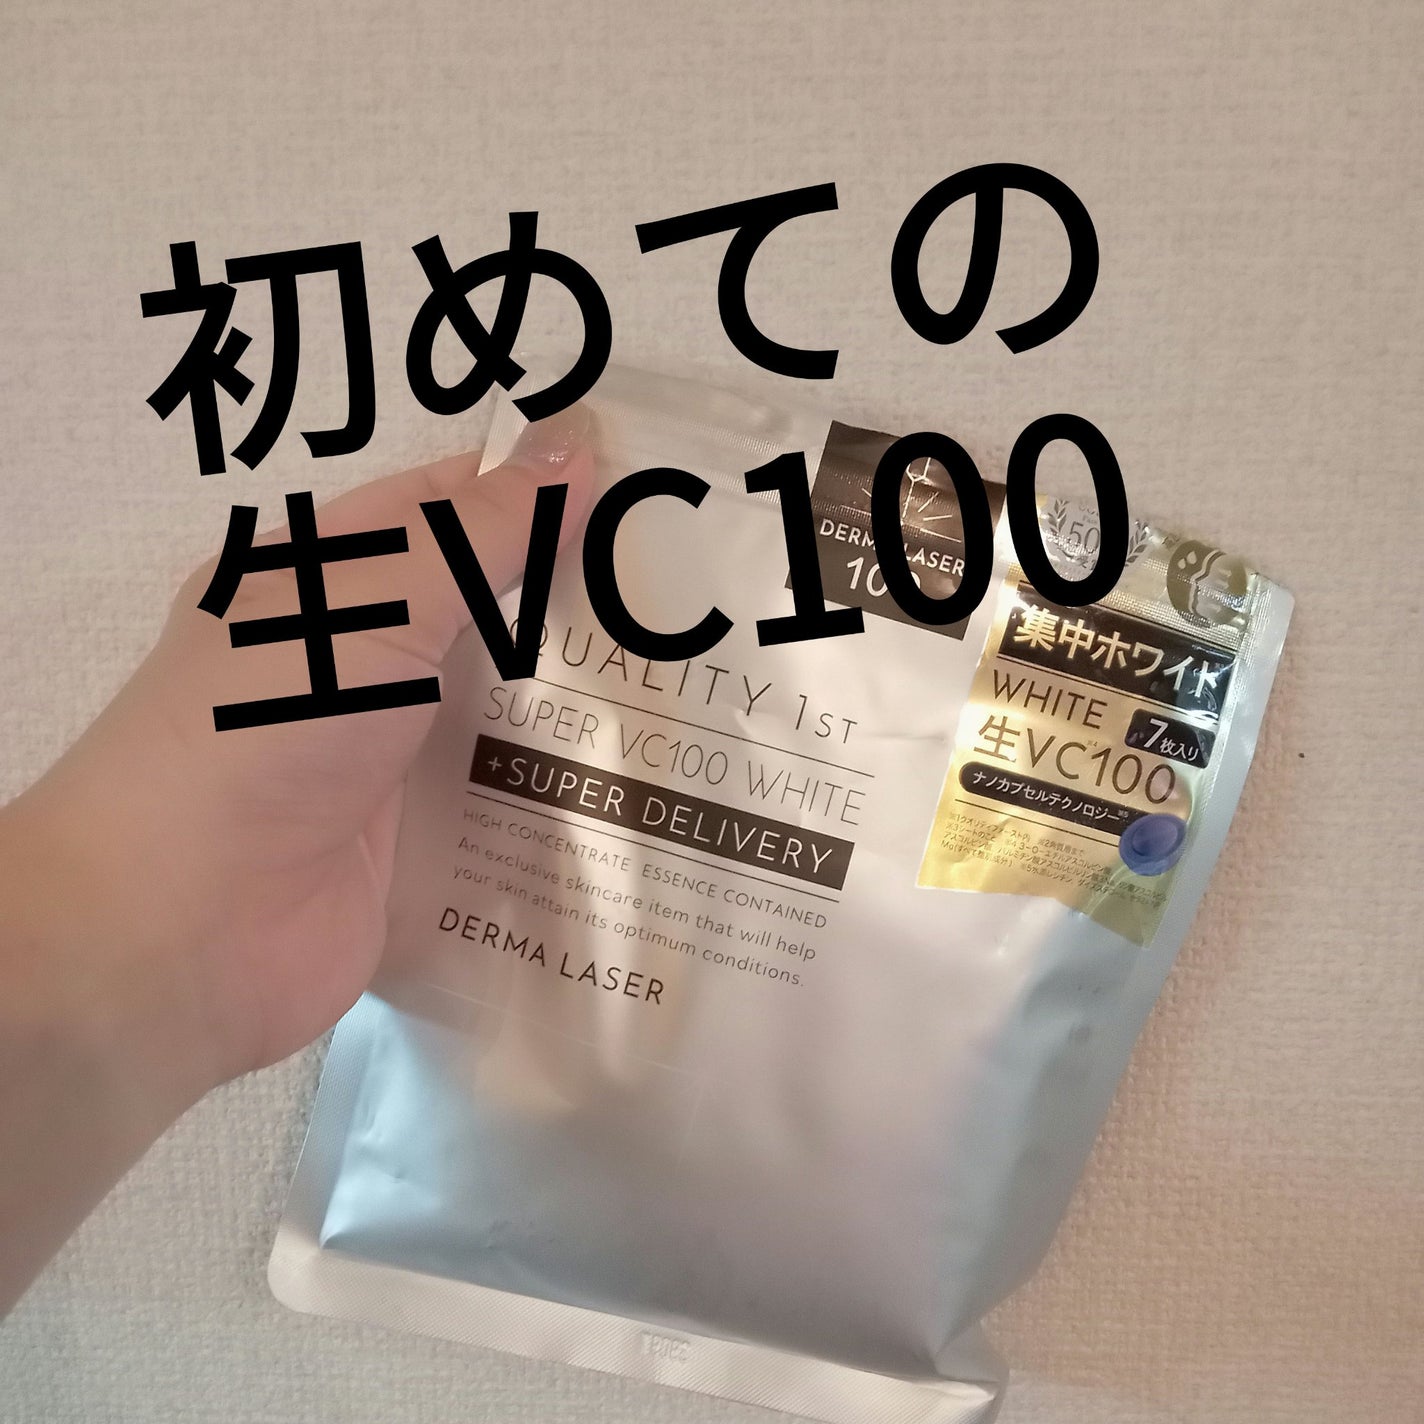 初めての
生VC100
DERMA LASER
100
QUALITY 1ST
SUPER VC100 WHITE
+SUPER DELIVERY
HIGH CONCENTRATE ESSENCE CONTAINED
An exclusive skincare item that will help
your skin attain its optimum conditions.
DERMA LASER
50
集中ホワイト
WHITE
7枚入り
生VC100
ナノカプセルテクノロジー